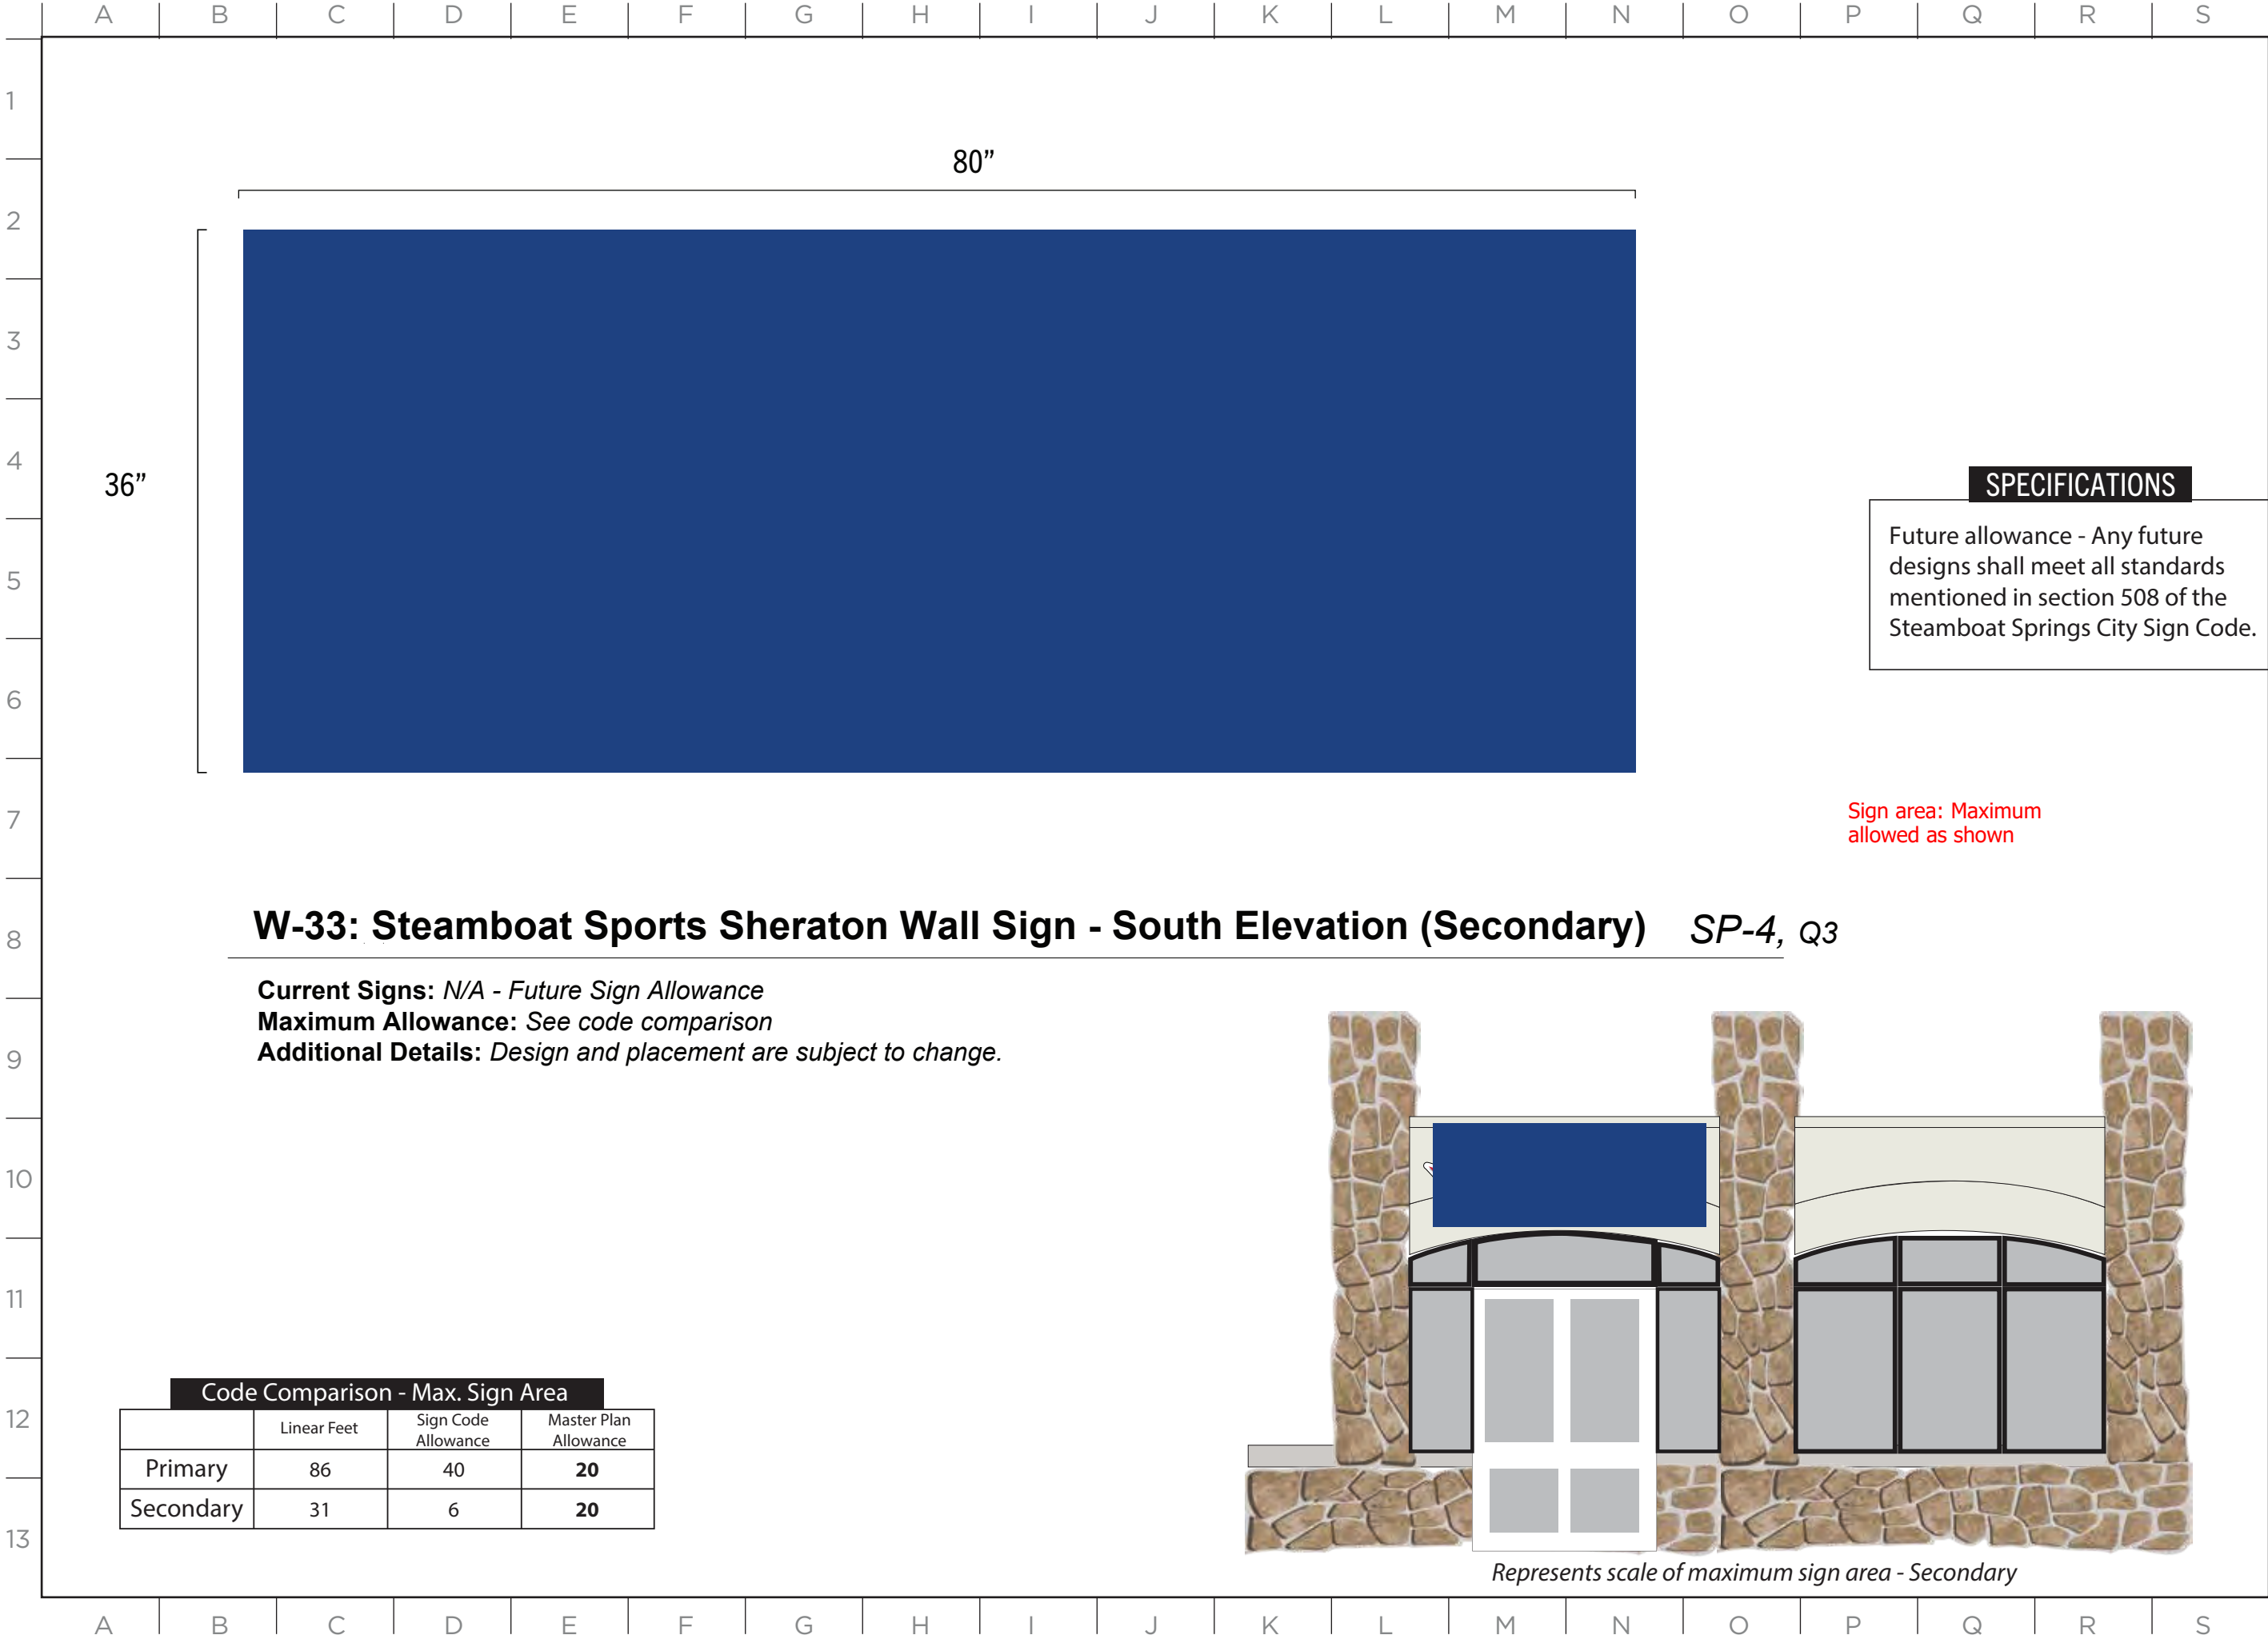 A B C D E F G H I J K L M N O P Q R S
1
2
3
4
5
6
7
8
9
10
11
12
13
80”
36”
SPECIFICATIONS
Future allowance - Any future
designs shall meet all standards
mentioned in section 508 of the
Steamboat Springs City Sign Code.
Sign area: Maximum
allowed as shown
W-33: Steamboat Sports Sheraton Wall Sign - South Elevation (Secondary) SP-4, Q3
Current Signs: N/A - Future Sign Allowance
Maximum Allowance: See code comparison
Additional Details: Design and placement are subject to change.
Code Comparison - Max. Sign Area
Linear Feet
Sign Code
Allowance
Master Plan
Allowance
Primary 86 40 20
Secondary 31 6 20
Represents scale of maximum sign area - Secondary
A B C D E F G H I J K L M N O P Q R S